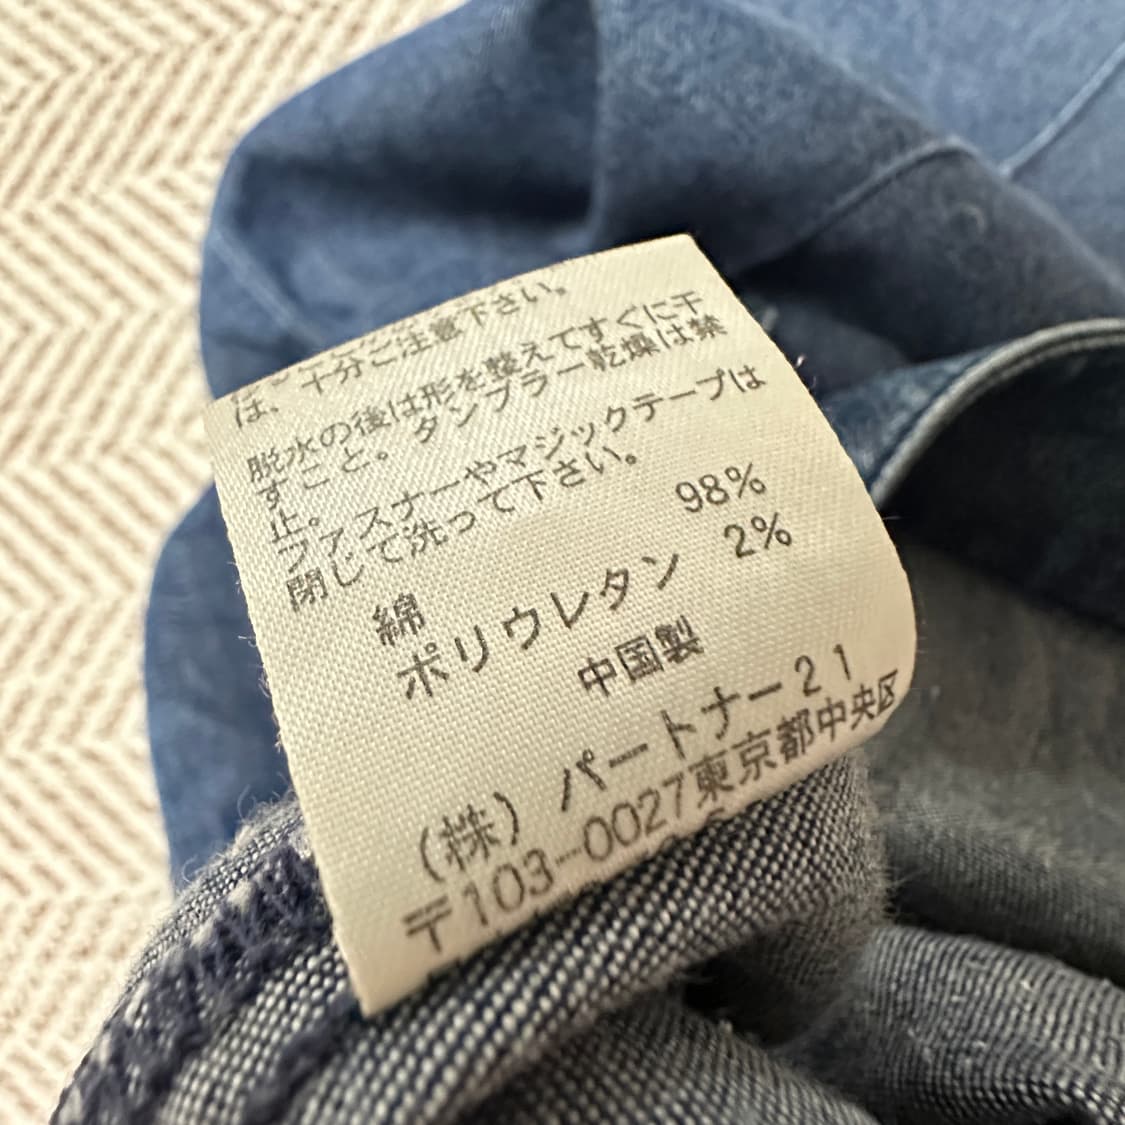 は、十分ご注意下さい。
脱水の後は形を整えてすぐに干
すこと。 タンブラー乾燥は禁
止。
ファスナーやマジックテープは
閉じて洗って下さい。
綿 98%
ポリウレタン 2%
中国製
(株) パートナー21
〒103-0027東京都中央区